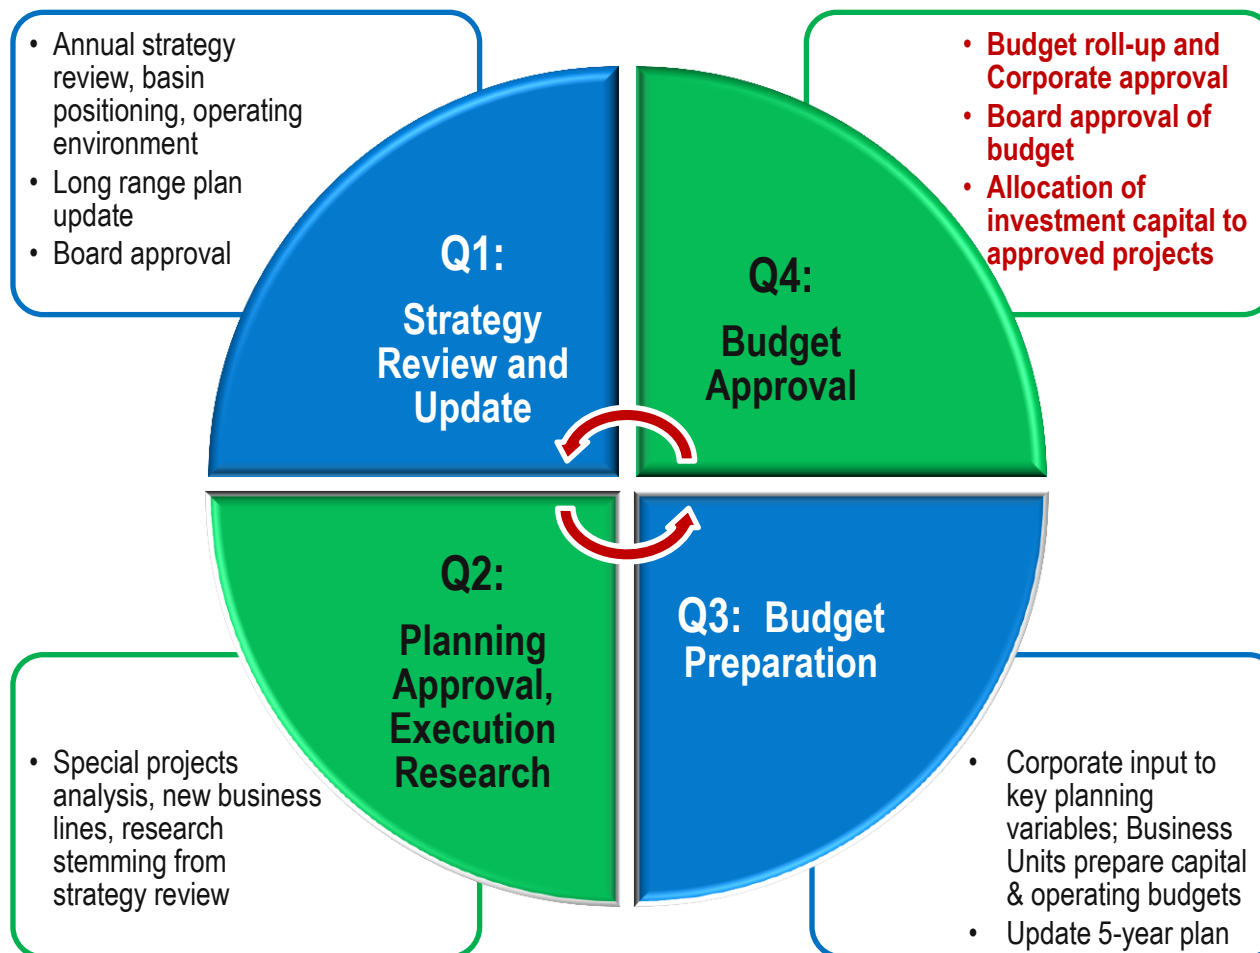 • Annual strategy
review, basin
positioning, operating
environment
• Long range plan
update
• Board approval
Q1:
Strategy
Review and
Update
• Budget roll-up and
Corporate approval
• Board approval of
budget
• Allocation of
investment capital to
approved projects
Q4:
Budget
Approval
Q2:
Planning
Approval,
Execution
Research
• Special projects
analysis, new business
lines, research
stemming from
strategy review
Q3: Budget
Preparation
• Corporate input to
key planning
variables; Business
Units prepare capital
& operating budgets
• Update 5-year plan